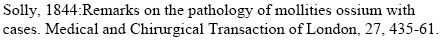 Solly, 1844:Remarks on the pathology of mollities ossium with
cases. Medical and Chirurgical Transaction of London, 27, 435-61.